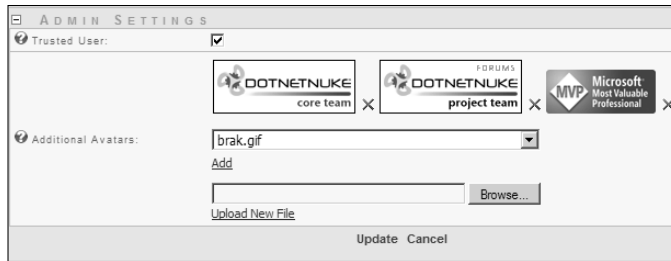 ADMIN SETTINGS
Trusted User:
DOTNETNUKE
core team
FORUMS
DOTNETNUKE
project team
MVP
Microsoft
Most Valuable
Professional
Additional Avatars:
brak.gif
Add
Browse...
Upload New File
Update Cancel